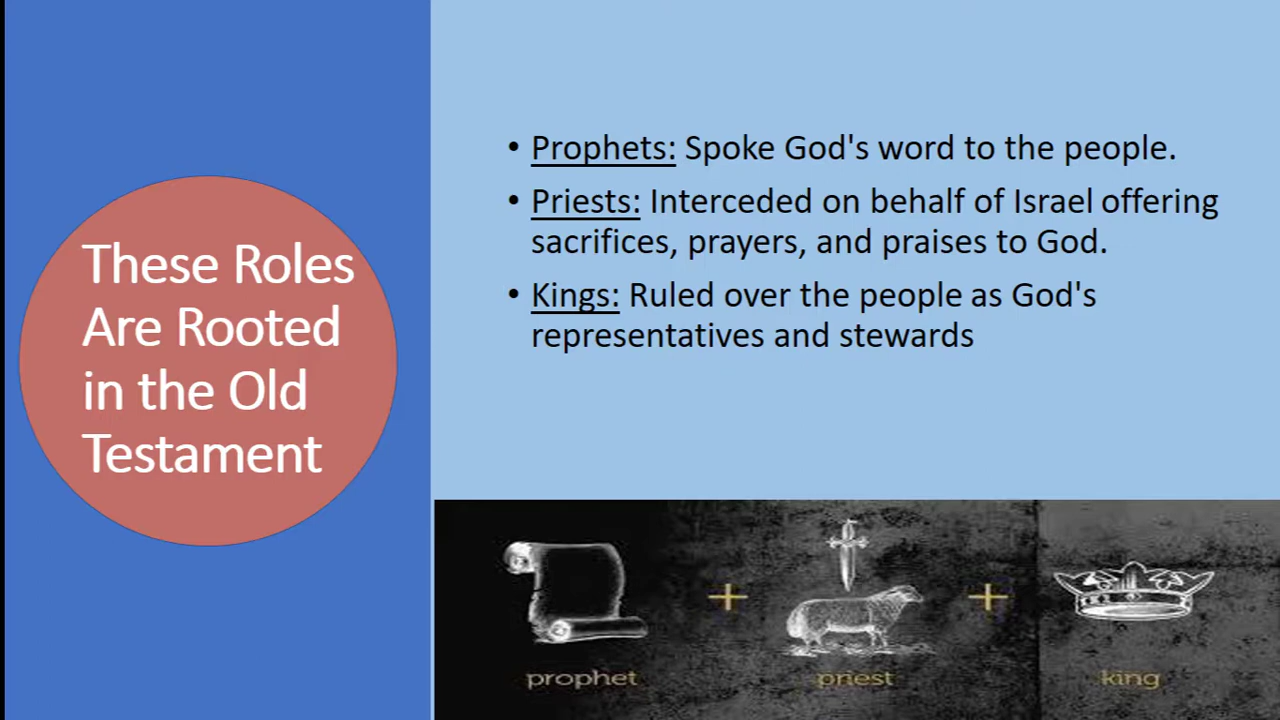 These Roles
Are Rooted
in the Old
Testament
• Prophets: Spoke God's word to the people.
• Priests: Interceded on behalf of Israel offering
sacrifices, prayers, and praises to God.
• Kings: Ruled over the people as God's
representatives and stewards
prophet + priest + king